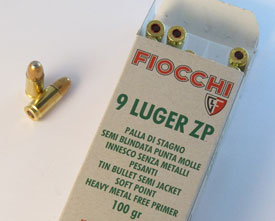 FIOCCHI
9 LUGER ZP
PALLA DI STAGNO
SEMI BLINDATA PUNTA MOLLE
INNESCO SENZA METALLI
PESANTI
TIN BULLET SEMI JACKET
SOFT POINT
HEAVY METAL FREE PRIMER
100 gr